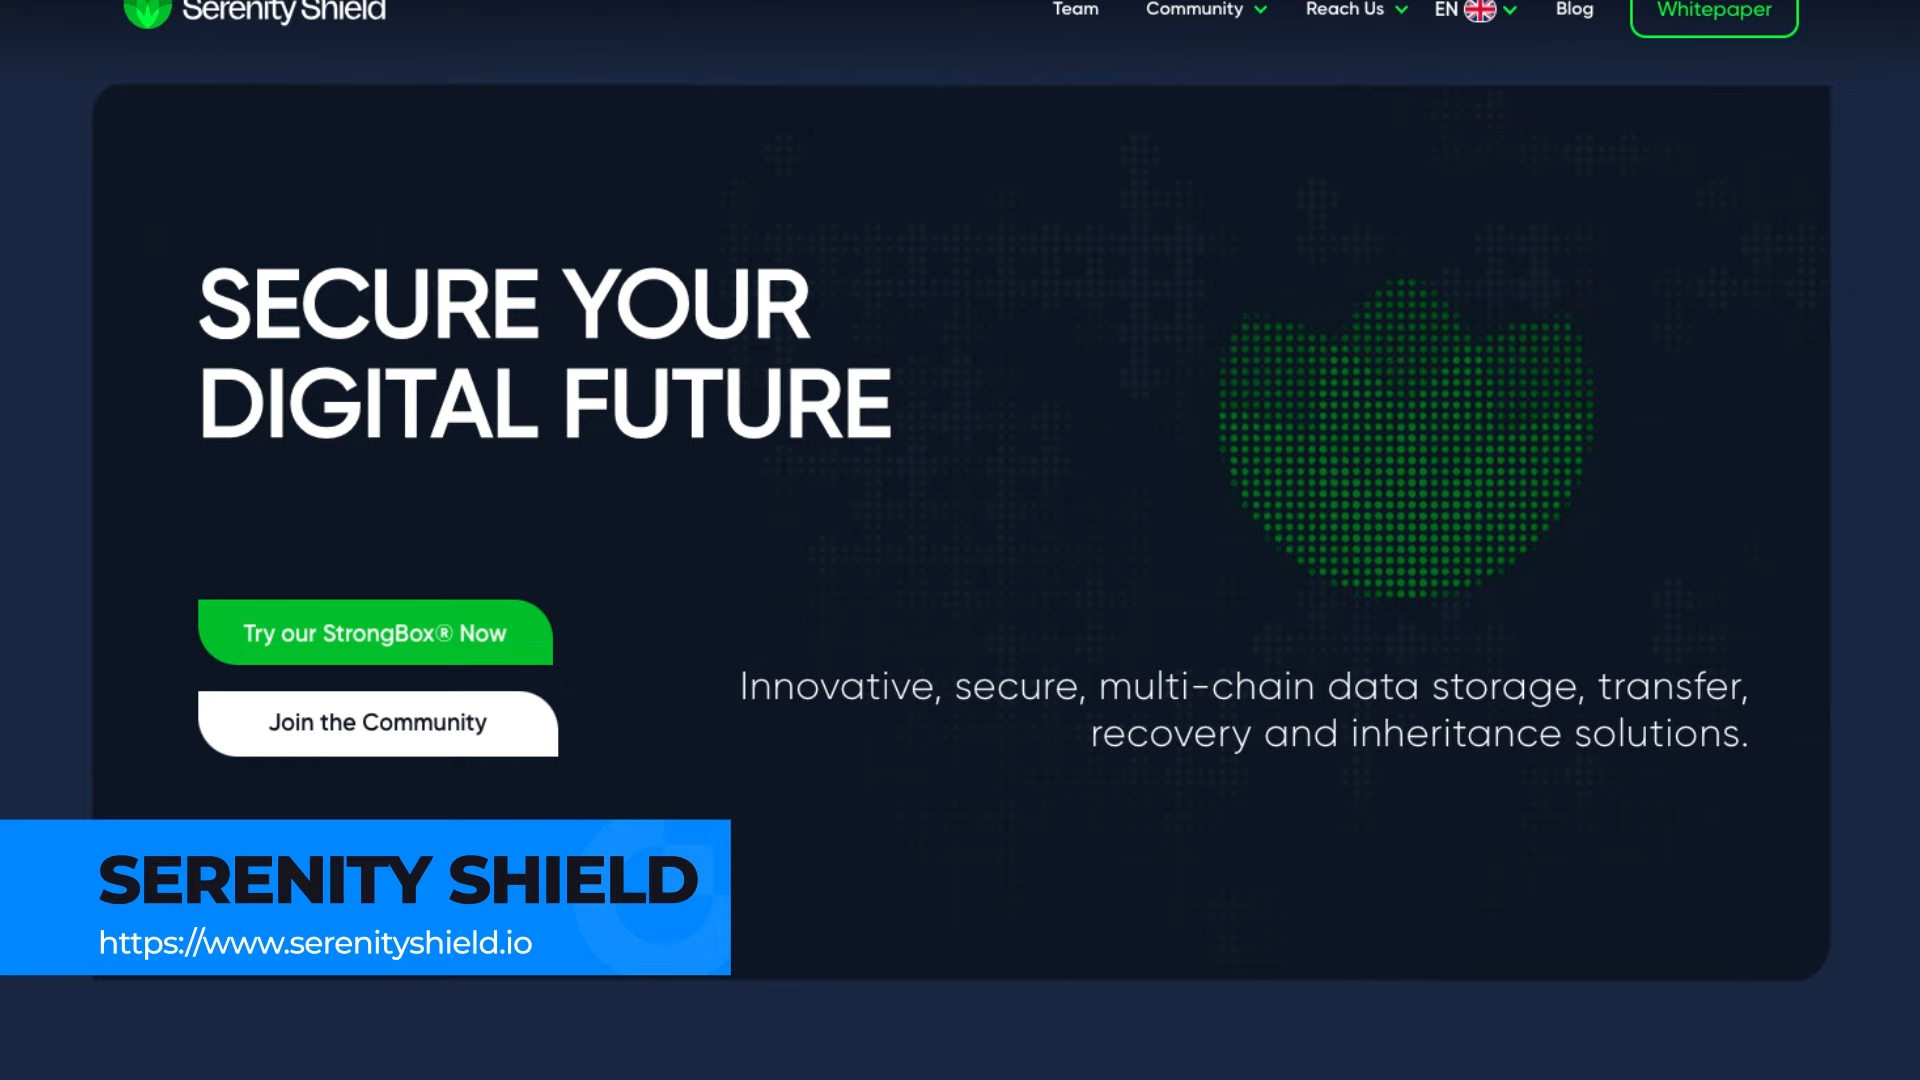 Serenity Shield
Team Community Reach Us EN Blog Whitepaper
SECURE YOUR
DIGITAL FUTURE
Try our StrongBox® Now
Join the Community
Innovative, secure, multi-chain data storage, transfer,
recovery and inheritance solutions.
SERENITY SHIELD
https://www.serenityshield.io